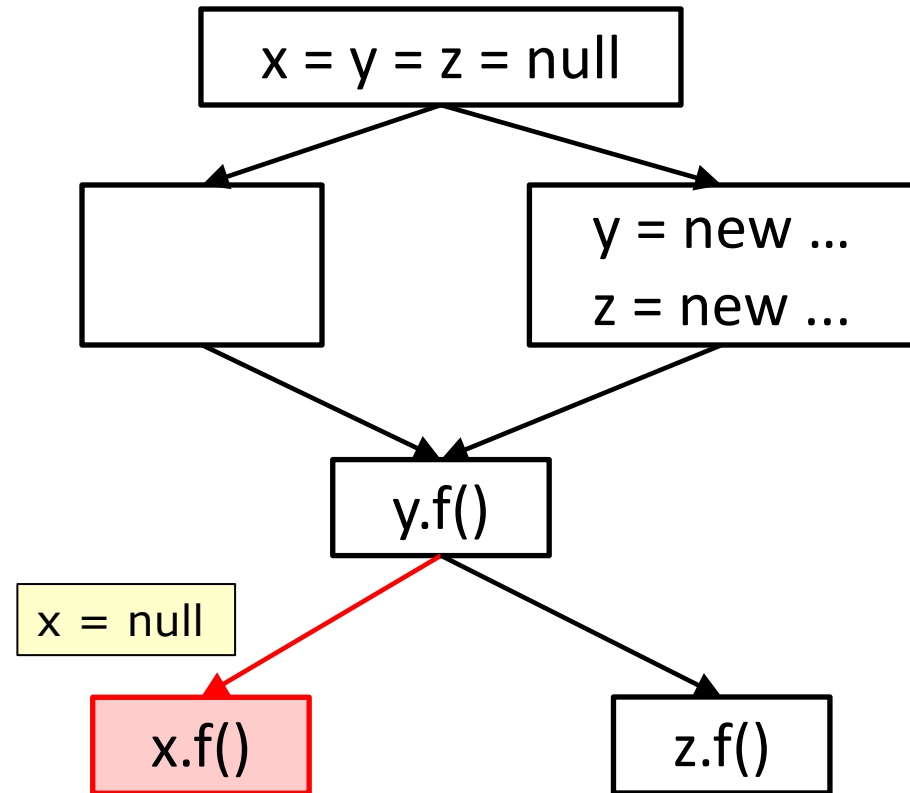 x = y = z = null
y = new ...
z = new ...
y.f()
x = null
x.f()
z.f()